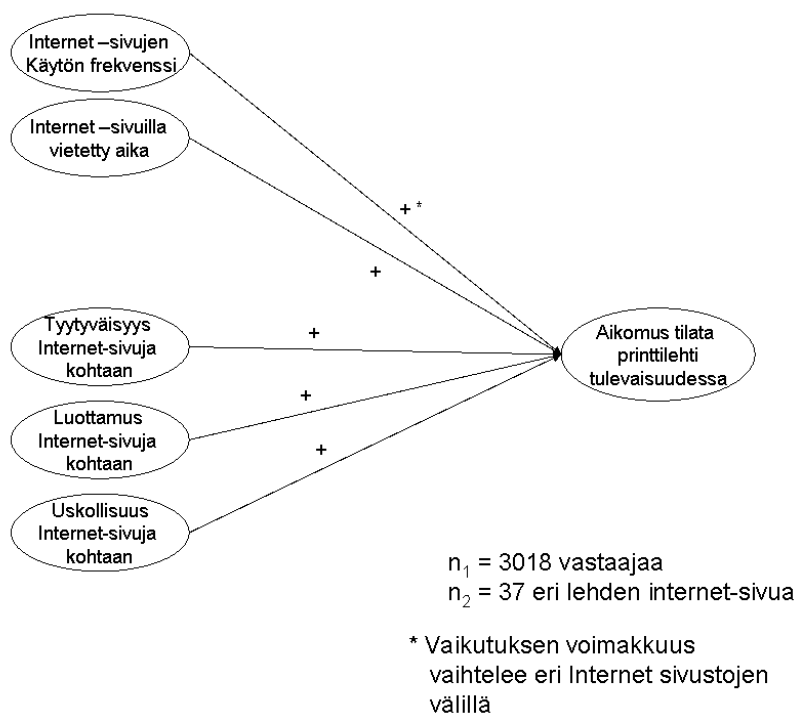 Internet –sivujen
Käytön frekvenssi
Internet –sivuilla
vietetty aika
+ *
+
Tyytyväisyys
Internet-sivuja
kohtaan
+
Aikomus tilata
printtilehti
tulevaisuudessa
+
Luottamus
Internet-sivuja
kohtaan
+
Uskollisuus
Internet-sivuja
kohtaan
n1 = 3018 vastaajaa
n2 = 37 eri lehden internet-sivua
* Vaikutuksen voimakkuus
vaihtelee eri Internet sivustojen
välillä